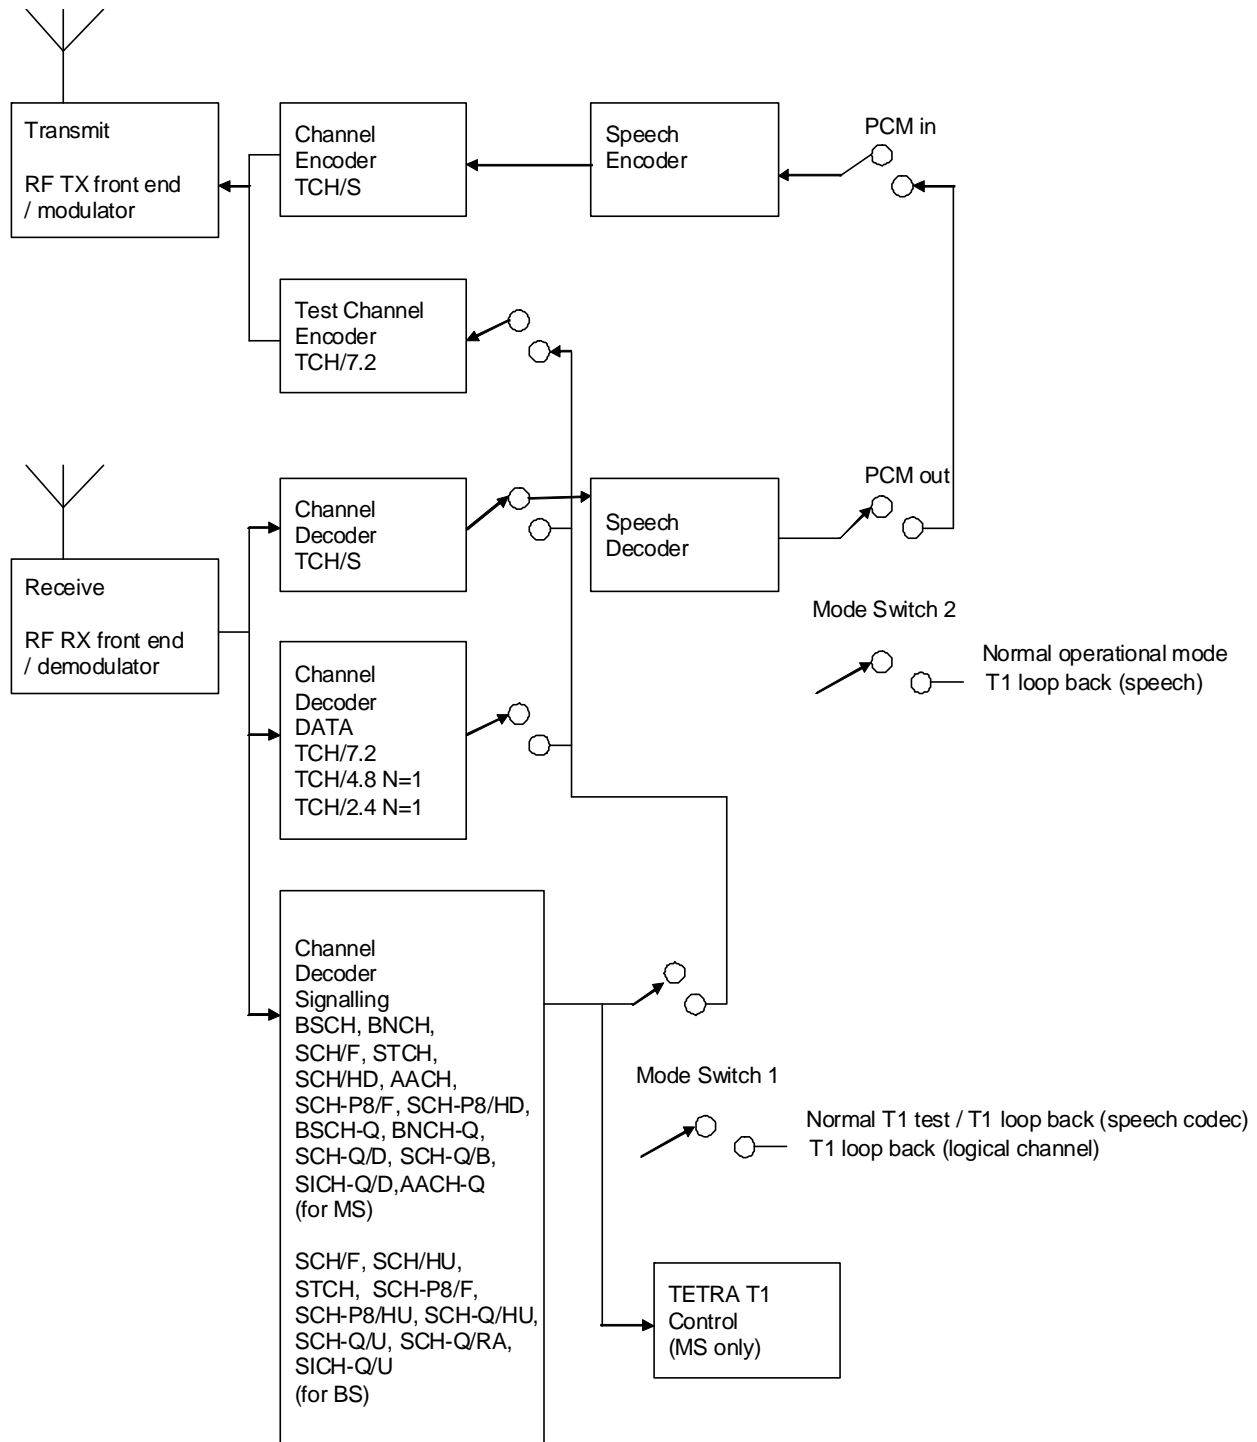 Transmit
RF TX front end
/ modulator
Channel
Encoder
TCH/S
Speech
Encoder
PCM in
Test Channel
Encoder
TCH/7.2
Receive
RF RX front end
/ demodulator
Channel
Decoder
TCH/S
Speech
Decoder
PCM out
Mode Switch 2
Normal operational mode
T1 loop back (speech)
Channel
Decoder
DATA
TCH/7.2
TCH/4.8 N=1
TCH/2.4 N=1
Channel
Decoder
Signalling
BSCH, BNCH,
SCH/F, STCH,
SCH/HD, AACH,
SCH-P8/F, SCH-P8/HD,
BSCH-Q, BNCH-Q,
SCH-Q/D, SCH-Q/B,
SICH-Q/D,AACH-Q
(for MS)
SCH/F, SCH/HU,
STCH, SCH-P8/F,
SCH-P8/HU, SCH-Q/HU,
SCH-Q/U, SCH-Q/RA,
SICH-Q/U
(for BS)
Mode Switch 1
Normal T1 test / T1 loop back (speech codec)
T1 loop back (logical channel)
TETRA T1
Control
(MS only)